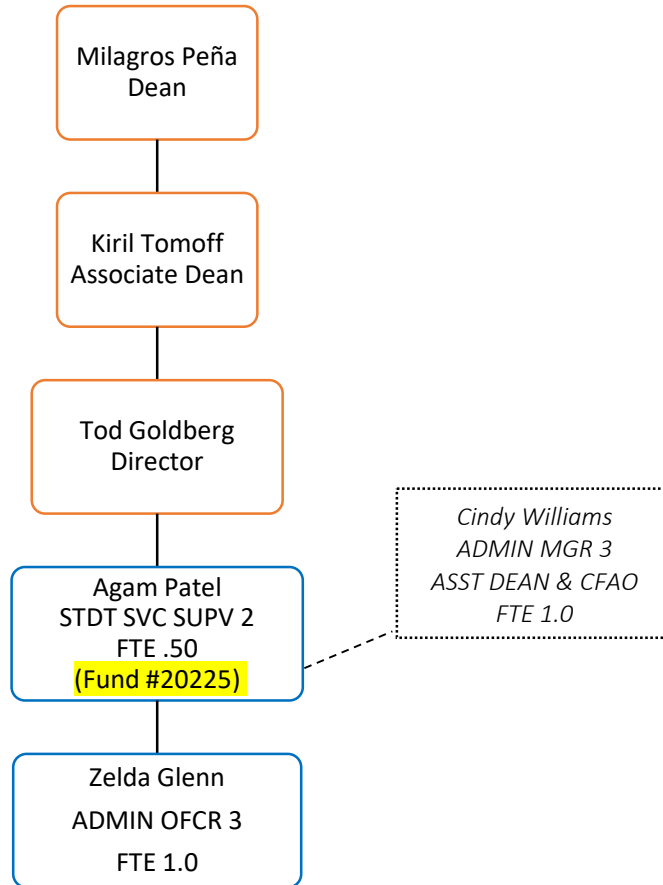 Milagros Peña
Dean
Kiril Tomoff
Associate Dean
Tod Goldberg
Director
Cindy Williams
ADMIN MGR 3
ASST DEAN & CFAO
FTE 1.0
Agam Patel
STDT SVC SUPV 2
FTE .50
(Fund #20225)
Zelda Glenn
ADMIN OFCR 3
FTE 1.0